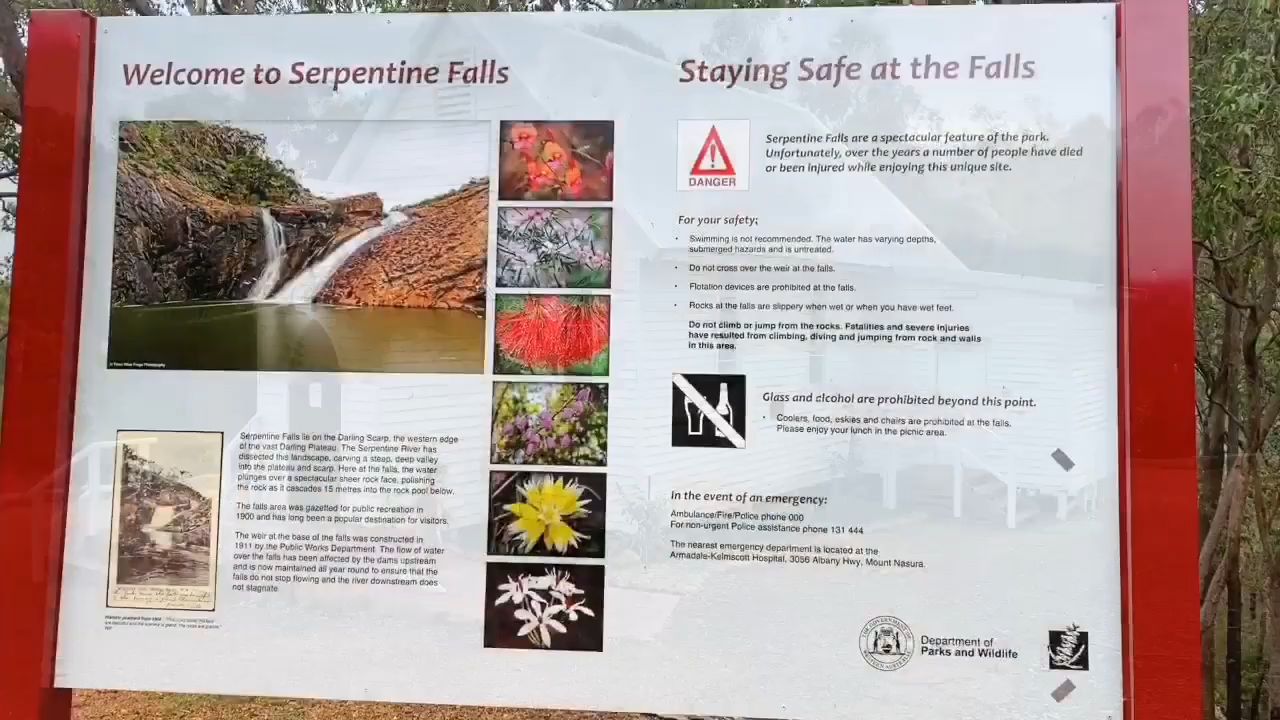 Welcome to Serpentine Falls
Serpentine Falls lie on the Darling Scarp, the western edge
of the vast Darling Plateau. The Serpentine River has
dissected this landscape, carving a steep, deep valley
into the plateau and scarp. Here at the falls, the water
plunges over a spectacular sheer rock face, polishing
the rock as it cascades 15 metres into the rock pool below.
The falls area was gazetted for public recreation in
1900 and has long been a popular destination for visitors.
The weir at the base of the falls was constructed in
1911 by the Public Works Department. The flow of water
over the falls has been affected by the dams upstream
and is now maintained all year round to ensure that the
falls do not stop flowing and the river downstream does
not stagnate.
Staying Safe at the Falls
DANGER
Serpentine Falls are a spectacular feature of the park.
Unfortunately, over the years a number of people have died
or been injured while enjoying this unique site.
For your safety;
• Swimming is not recommended. The water has varying depths,
submerged hazards and is untreated.
• Do not cross over the weir at the falls.
• Flotation devices are prohibited at the falls.
• Rocks at the falls are slippery when wet or when you have wet feet.
Do not climb or jump from the rocks. Fatalities and severe injuries
have resulted from climbing, diving and jumping from rock and walls
in this area.
Glass and alcohol are prohibited beyond this point.
• Coolers, food, eskies and chairs are prohibited at the falls.
Please enjoy your lunch in the picnic area.
In the event of an emergency:
Ambulance/Fire/Police phone 000
For non-urgent Police assistance phone 131 444
The nearest emergency department is located at the
Armadale-Kelmscott Hospital, 3056 Albany Hwy, Mount Nasura.
THE GOVERNMENT OF
WESTERN AUSTRALIA
Department of
Parks and Wildlife